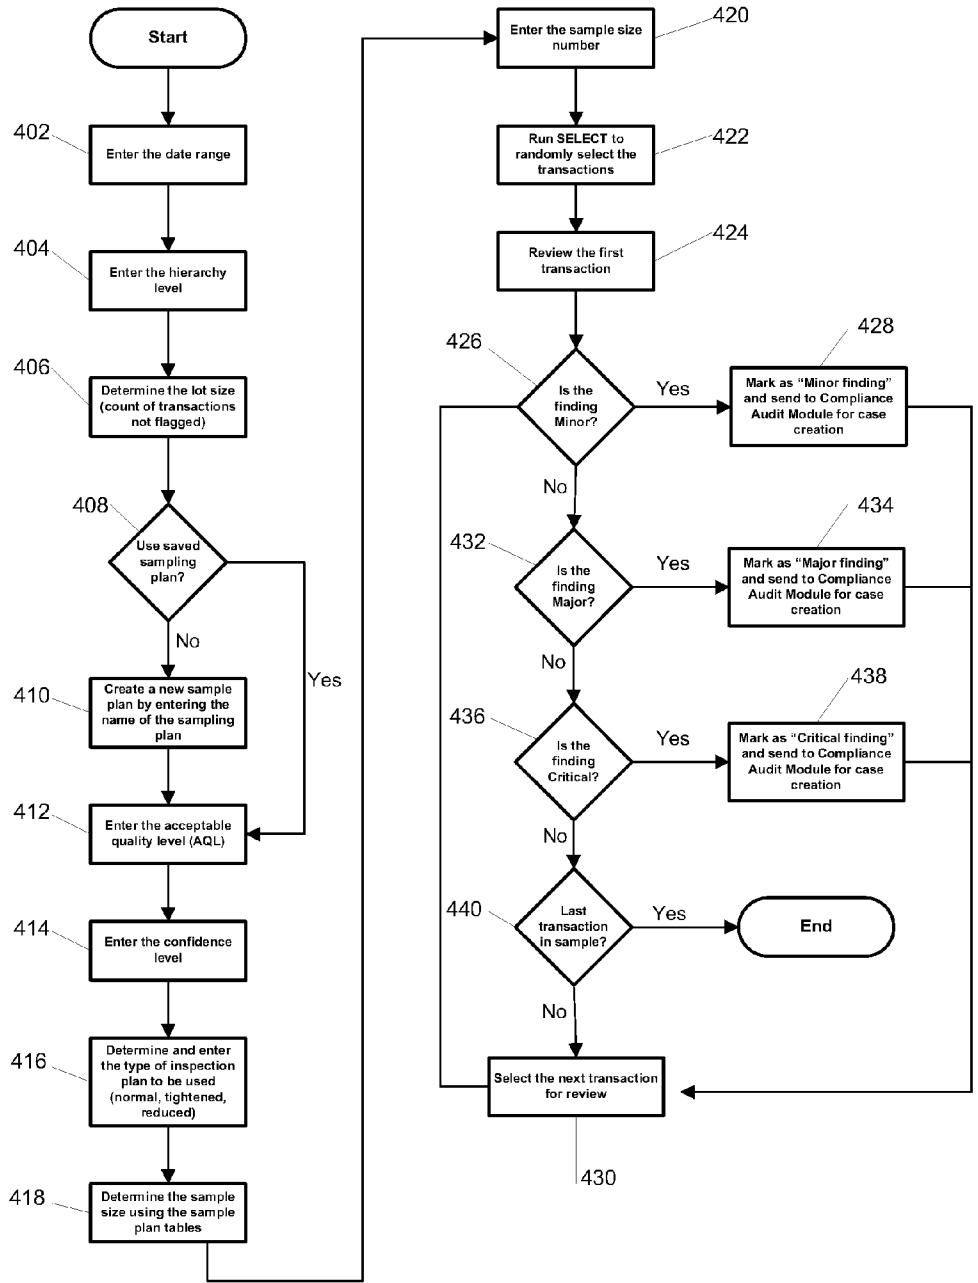 Start
402
Enter the date range
404
Enter the hierarchy
level
406
Determine the lot size
(count of transactions
not flagged)
408
Use saved
sampling
plan?
No
Yes
410
Create a new sample
plan by entering the
name of the sampling
plan
412
Enter the acceptable
quality level (AQL)
414
Enter the confidence
level
416
Determine and enter
the type of inspection
plan to be used
(normal, tightened,
reduced)
418
Determine the sample
size using the sample
plan tables
420
Enter the sample size
number
422
Run SELECT to
randomly select the
transactions
424
Review the first
transaction
426
Is the
finding
Minor?
Yes
428
Mark as “Minor finding”
and send to Compliance
Audit Module for case
creation
No
432
Is the
finding
Major?
Yes
434
Mark as “Major finding”
and send to Compliance
Audit Module for case
creation
No
436
Is the
finding
Critical?
Yes
438
Mark as “Critical finding”
and send to Compliance
Audit Module for case
creation
No
440
Last
transaction
in sample?
Yes
End
No
Select the next transaction
for review
430